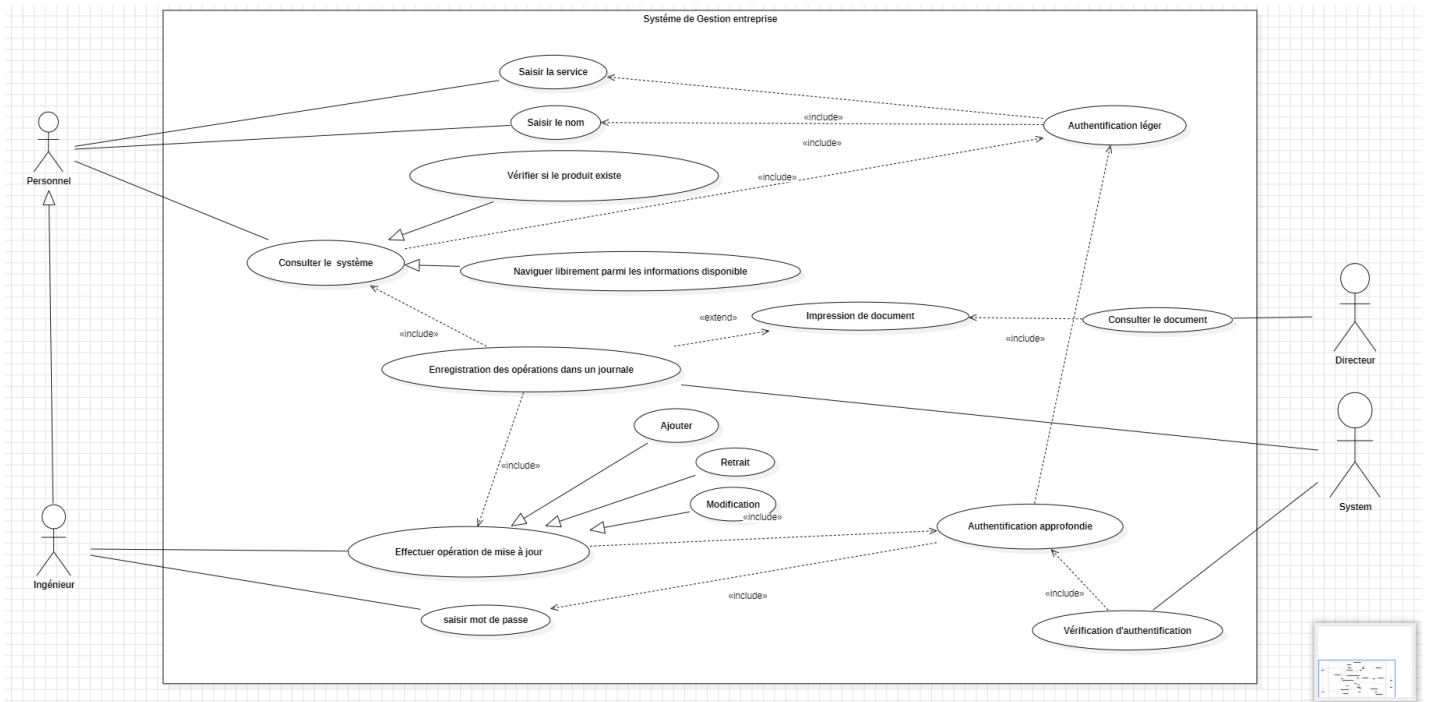 Systéme de Gestion entreprise
Saisir la service
Saisir le nom
«include»
Authentification léger
«include»
Vérifier si le produit existe
«include»
Personnel
Consulter le  système
Naviguer libirement parmi les informations disponible
«extend»
Impression de document
Consulter le document
«include»
«include»
Directeur
Enregistration des opérations dans un journale
Ajouter
«include»
Retrait
Modification
«include»
System
Authentification approfondie
Effectuer opération de mise à jour
Ingénieur
«include»
«include»
saisir mot de passe
Vérification d'authentification